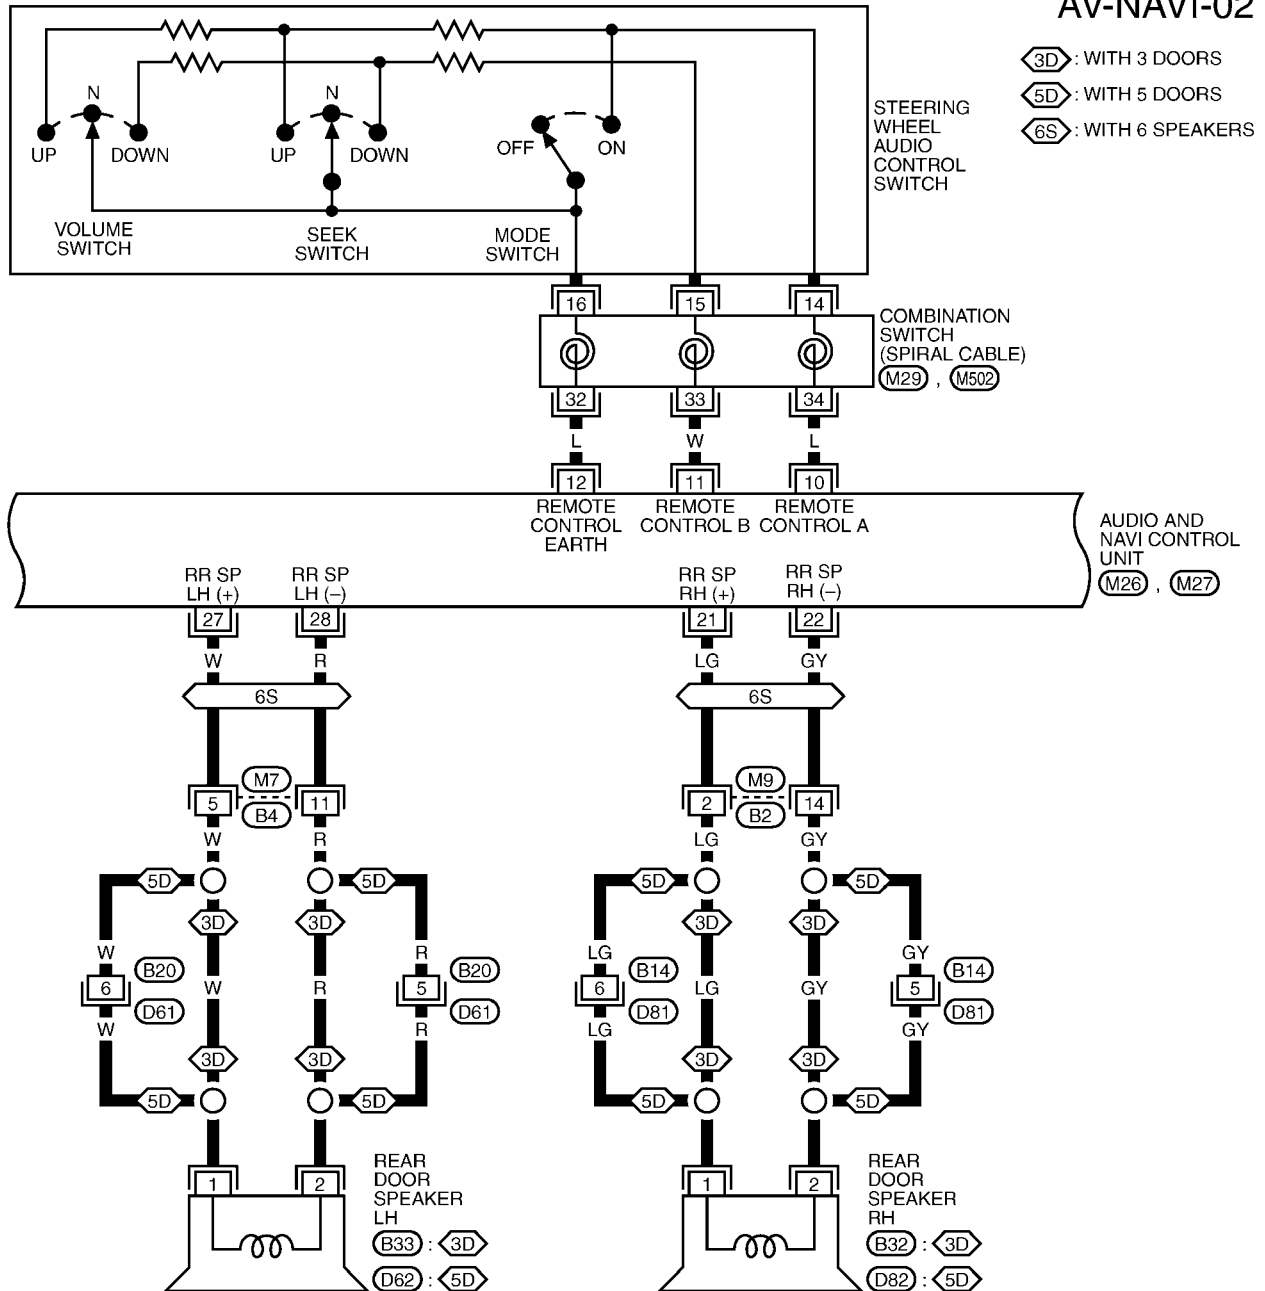 AV-NAVI-02
3D : WITH 3 DOORS
5D : WITH 5 DOORS
6S : WITH 6 SPEAKERS
N
N
UP
DOWN
UP
DOWN
OFF
ON
VOLUME
SWITCH
SEEK
SWITCH
MODE
SWITCH
STEERING
WHEEL
AUDIO
CONTROL
SWITCH
16
15
14
COMBINATION
SWITCH
(SPIRAL CABLE)
M29 , M502
32
33
34
L
W
L
12
11
10
REMOTE
CONTROL
EARTH
REMOTE
CONTROL B
REMOTE
CONTROL A
AUDIO AND
NAVI CONTROL
UNIT
M26 , M27
RR SP
LH (+)
RR SP
LH (–)
RR SP
RH (+)
RR SP
RH (–)
27
28
21
22
W
R
LG
GY
6S
6S
M7
M9
5
11
2
14
B4
B2
W
R
LG
GY
5D
5D
5D
5D
3D
3D
3D
3D
W
R
LG
GY
B20
B20
B14
B14
6
W
R
5
6
LG
GY
5
D61
D61
D81
D81
W
R
LG
GY
3D
3D
3D
3D
5D
5D
5D
5D
1
2
1
2
REAR
DOOR
SPEAKER
LH
B33 : 3D
D62 : 5D
REAR
DOOR
SPEAKER
RH
B32 : 3D
D82 : 5D